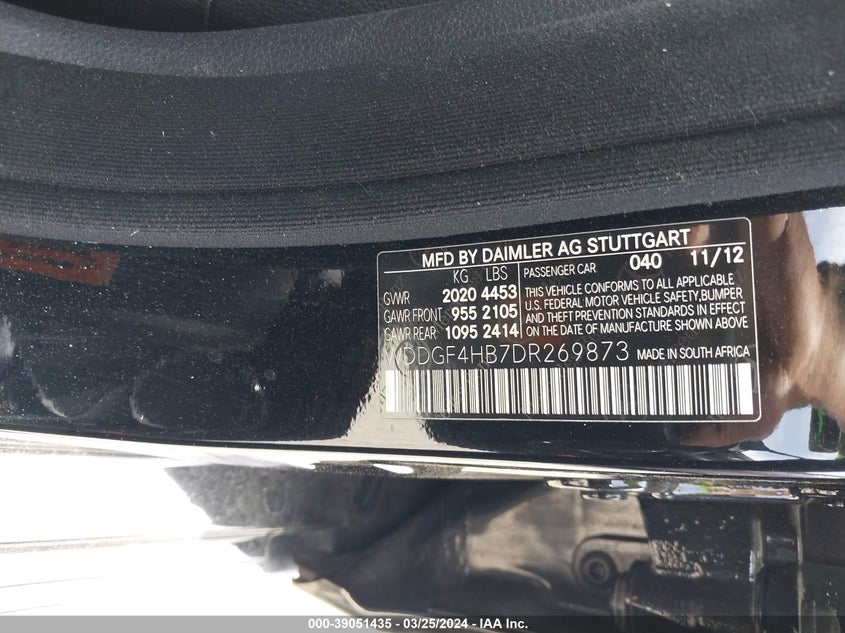 MFD BY DAIMLER AG STUTTGART
KG LBS PASSENGER CAR 040 11/12
GVWR 2020 4453
GAWR FRONT 955 2105
GAWR REAR 1095 2414
THIS VEHICLE CONFORMS TO ALL APPLICABLE
U.S. FEDERAL MOTOR VEHICLE SAFETY,BUMPER
AND THEFT PREVENTION STANDARDS IN EFFECT
ON THE DATE OF MANUFACTURE SHOWN ABOVE
WDDGF4HB7DR269873 MADE IN SOUTH AFRICA
000-39051435 - 03/25/2024 - IAA Inc.